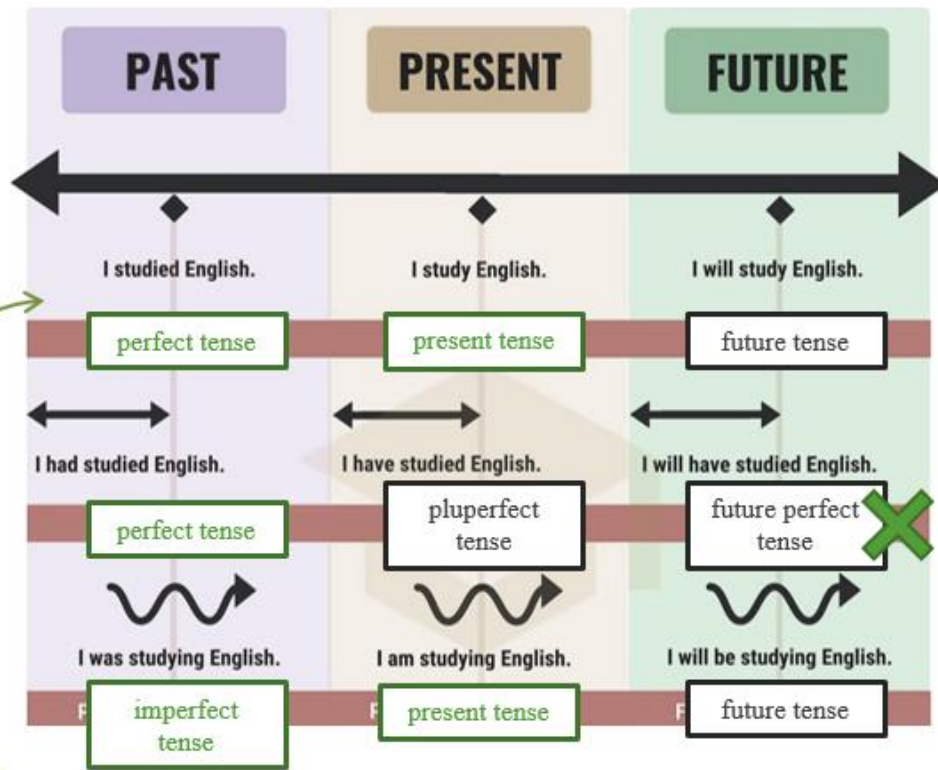 PAST PRESENT FUTURE
I studied English. I study English. I will study English.
perfect tense present tense future tense
I had studied English. I have studied English. I will have studied English.
perfect tense
pluperfect
tense
future perfect
tense
I was studying English. I am studying English. I will be studying English.
imperfect
tense
present tense future tense